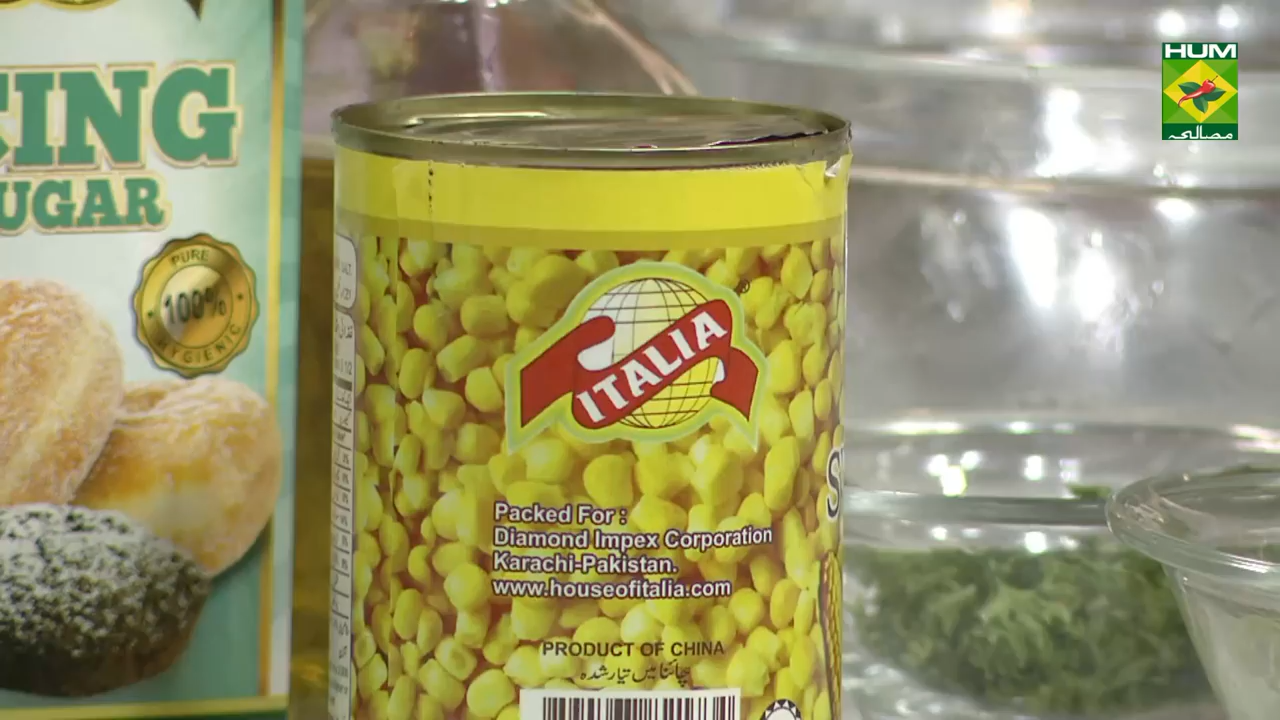 HUM
مصالحہ
ING
UGAR
PURE
100%
HYGIENIC
ITALIA
Packed For :
Diamond Impex Corporation
Karachi-Pakistan.
www.houseofitalia.com
PRODUCT OF CHINA
چائنا میں تیار شدہ